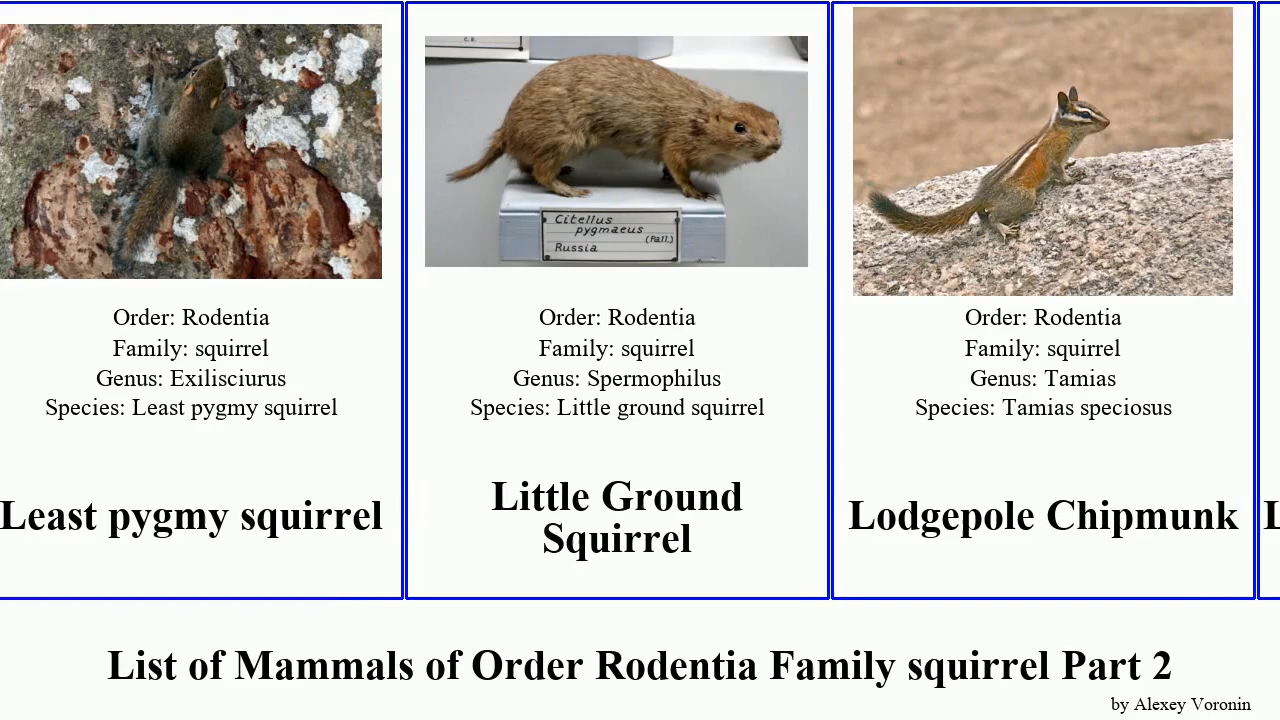 Order: Rodentia
Family: squirrel
Genus: Exilisciurus
Species: Least pygmy squirrel
Least pygmy squirrel
C.E.
Citellus
pygmaeus
(Pall.)
Russia
Order: Rodentia
Family: squirrel
Genus: Spermophilus
Species: Little ground squirrel
Little Ground
Squirrel
Order: Rodentia
Family: squirrel
Genus: Tamias
Species: Tamias speciosus
Lodgepole Chipmunk
L
List of Mammals of Order Rodentia Family squirrel Part 2
by Alexey Voronin